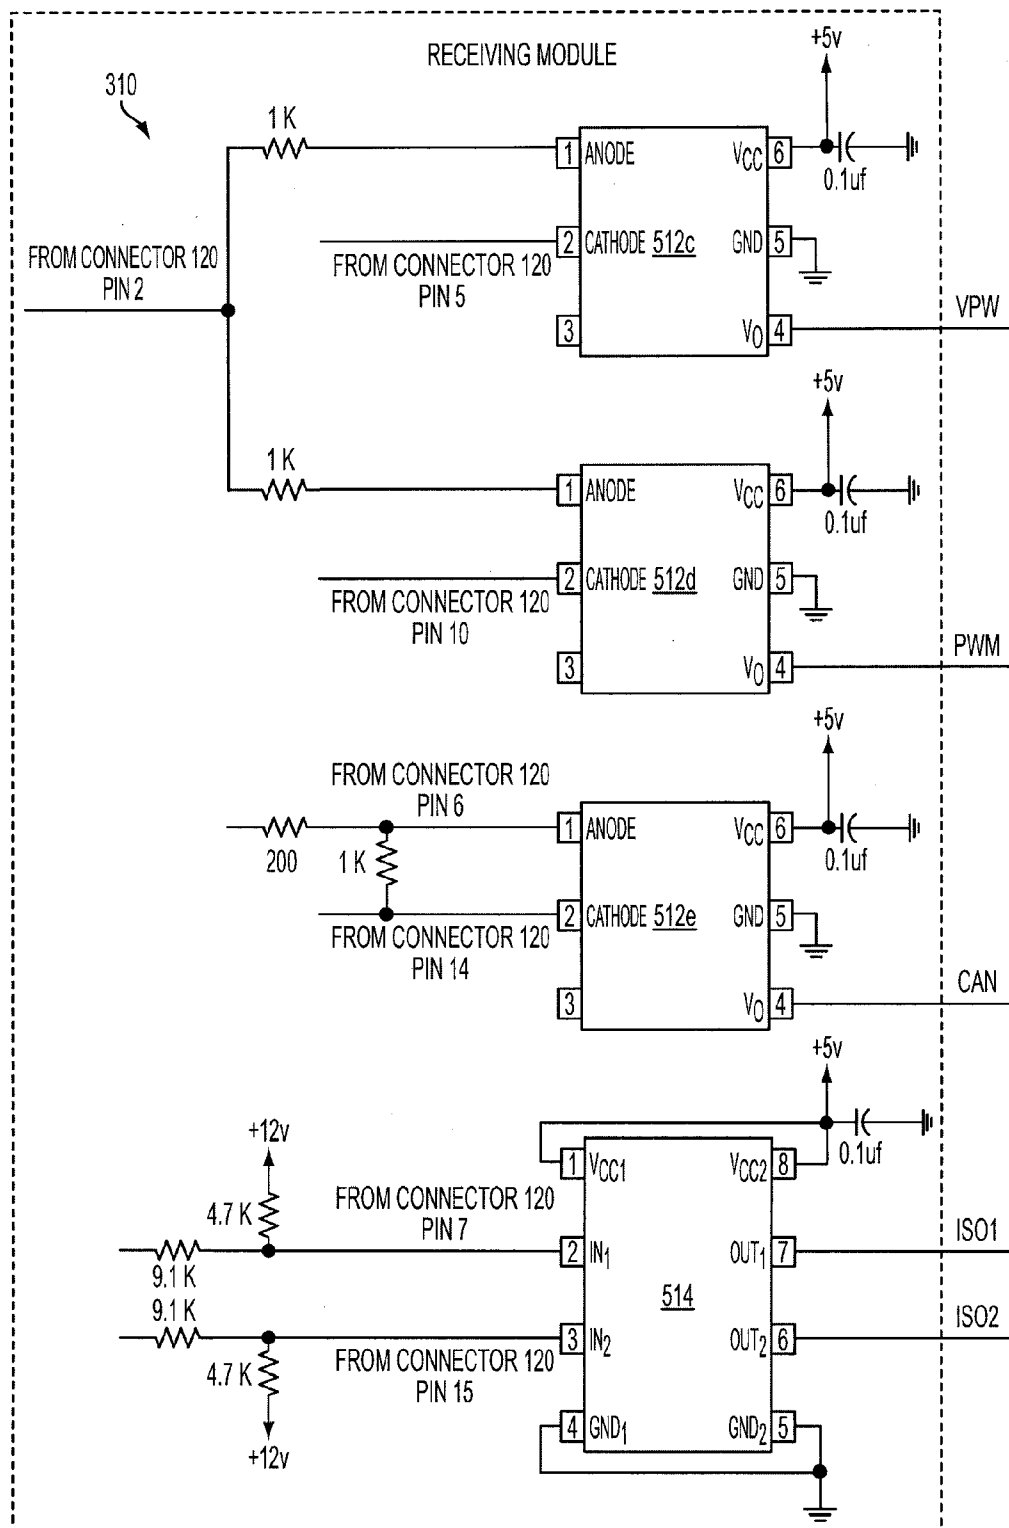 RECEIVING MODULE
310
+5v
1 K
1 ANODE
VCC 6
0.1uf
FROM CONNECTOR 120
PIN 2
2 CATHODE 512c
GND 5
FROM CONNECTOR 120
PIN 5
3
VO 4
VPW
+5v
1 K
1 ANODE
VCC 6
0.1uf
2 CATHODE 512d
GND 5
FROM CONNECTOR 120
PIN 10
3
VO 4
PWM
+5v
FROM CONNECTOR 120
PIN 6
1 ANODE
VCC 6
0.1uf
200
1 K
2 CATHODE 512e
GND 5
FROM CONNECTOR 120
PIN 14
3
VO 4
CAN
+5v
+12v
0.1uf
1 VCC1
VCC2 8
4.7 K
FROM CONNECTOR 120
PIN 7
2 IN1
OUT1 7
ISO1
9.1 K
514
9.1 K
3 IN2
OUT2 6
ISO2
4.7 K
FROM CONNECTOR 120
PIN 15
4 GND1
GND2 5
+12v